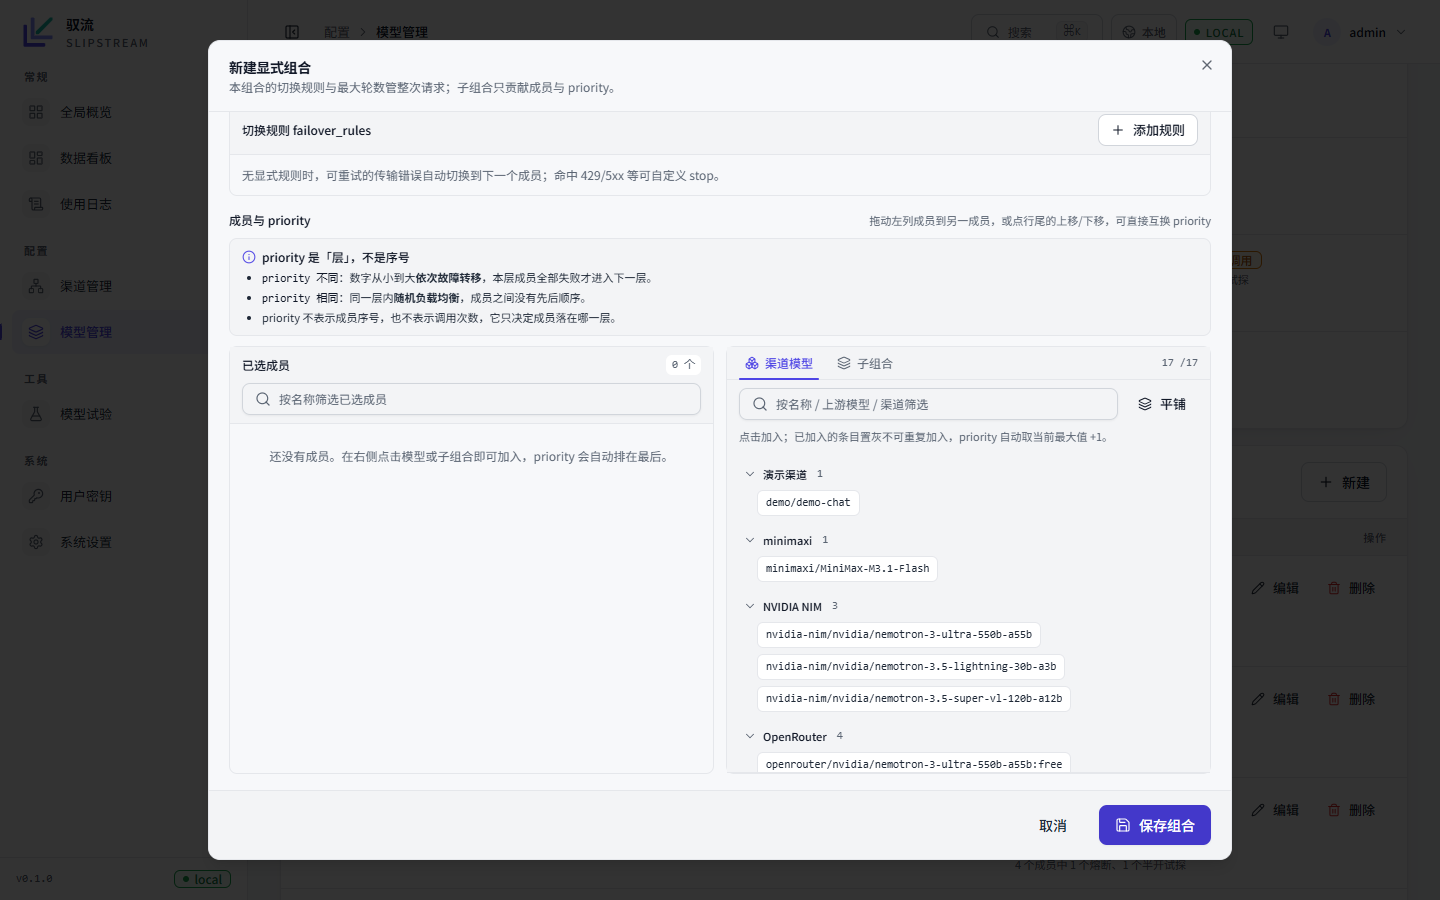 驭流
SLIPSTREAM
常规
全局概览
数据看板
使用日志
配置
渠道管理
模型管理
工具
模型试验
系统
用户密钥
系统设置
v0.1.0
local
配置 > 模型管理
搜索 ⌘K
本地
LOCAL
A admin
新建显式组合
本组合的切换规则与最大轮数管整次请求；子组合只贡献成员与 priority。
切换规则 failover_rules
添加规则
无显式规则时，可重试的传输错误自动切换到下一个成员；命中 429/5xx 等可自定义 stop。
成员与 priority
拖动左列成员到另一成员，或点行尾的上移/下移，可直接互换 priority
priority 是「层」，不是序号
priority 不同：数字从小到大依次故障转移，本层成员全部失败才进入下一层。
priority 相同：同一层内随机负载均衡，成员之间没有先后顺序。
priority 不表示成员序号，也不表示调用次数，它只决定成员落在哪一层。
已选成员
0 个
按名称筛选已选成员
还没有成员。在右侧点击模型或子组合即可加入，priority 会自动排在最后。
渠道模型
子组合
17 /17
按名称 / 上游模型 / 渠道筛选
平铺
点击加入；已加入的条目置灰不可重复加入，priority 自动取当前最大值 +1。
演示渠道 1
demo/demo-chat
minimaxi 1
minimaxi/MiniMax-M3.1-Flash
NVIDIA NIM 3
nvidia-nim/nvidia/nemotron-3-ultra-550b-a55b
nvidia-nim/nvidia/nemotron-3.5-lightning-30b-a3b
nvidia-nim/nvidia/nemotron-3.5-super-vl-120b-a12b
OpenRouter 4
openrouter/nvidia/nemotron-3-ultra-550b-a55b:free
取消
保存组合
调用
试探
新建
操作
编辑 删除
编辑 删除
编辑 删除
4 个成员中 1 个熔断、1 个半开试探